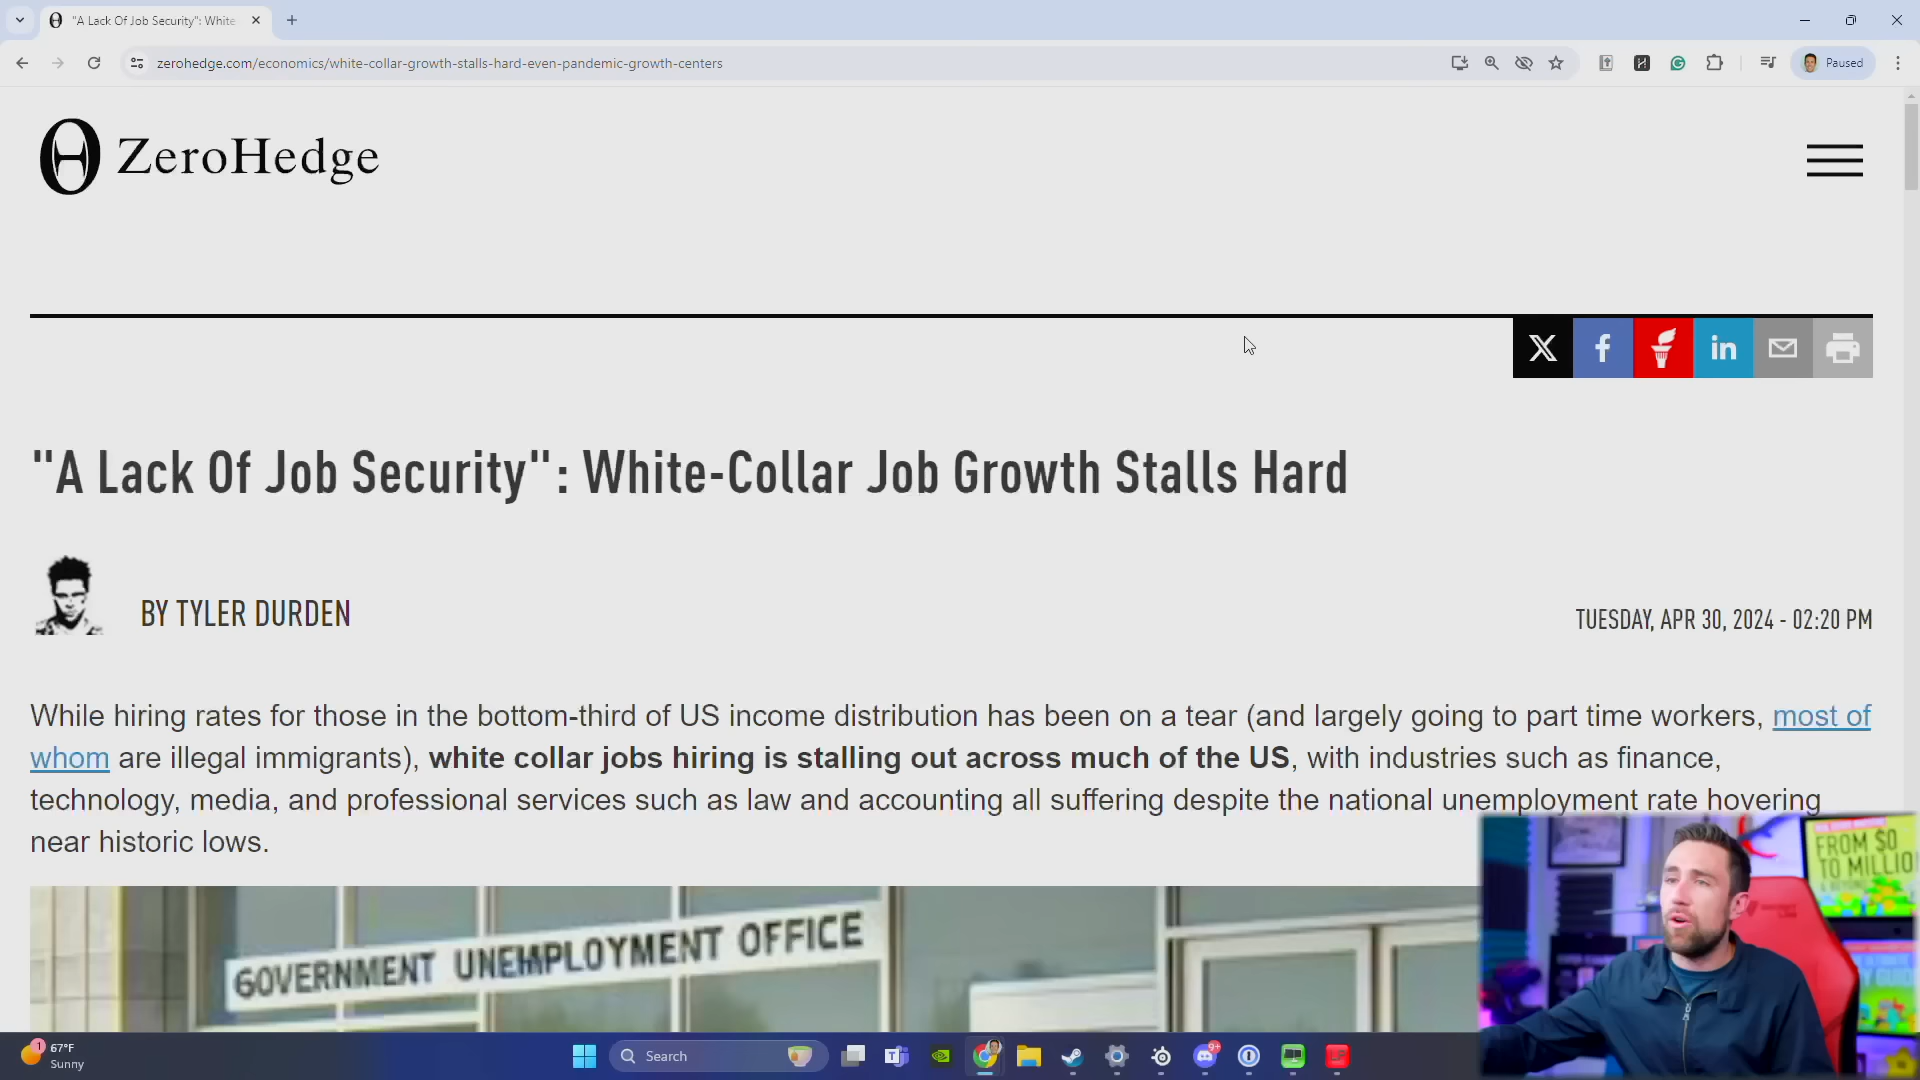 "A Lack Of Job Security": White
zerohedge.com/economics/white-collar-growth-stalls-hard-even-pandemic-growth-centers
Paused
ZeroHedge
"A Lack Of Job Security": White-Collar Job Growth Stalls Hard
BY TYLER DURDEN
TUESDAY, APR 30, 2024 - 02:20 PM
While hiring rates for those in the bottom-third of US income distribution has been on a tear (and largely going to part time workers, most of
whom are illegal immigrants), white collar jobs hiring is stalling out across much of the US, with industries such as finance,
technology, media, and professional services such as law and accounting all suffering despite the national unemployment rate hovering
near historic lows.
GOVERNMENT UNEMPLOYMENT OFFICE
FROM $0
TO MILLIO
1
67°F
Sunny
Search
9+